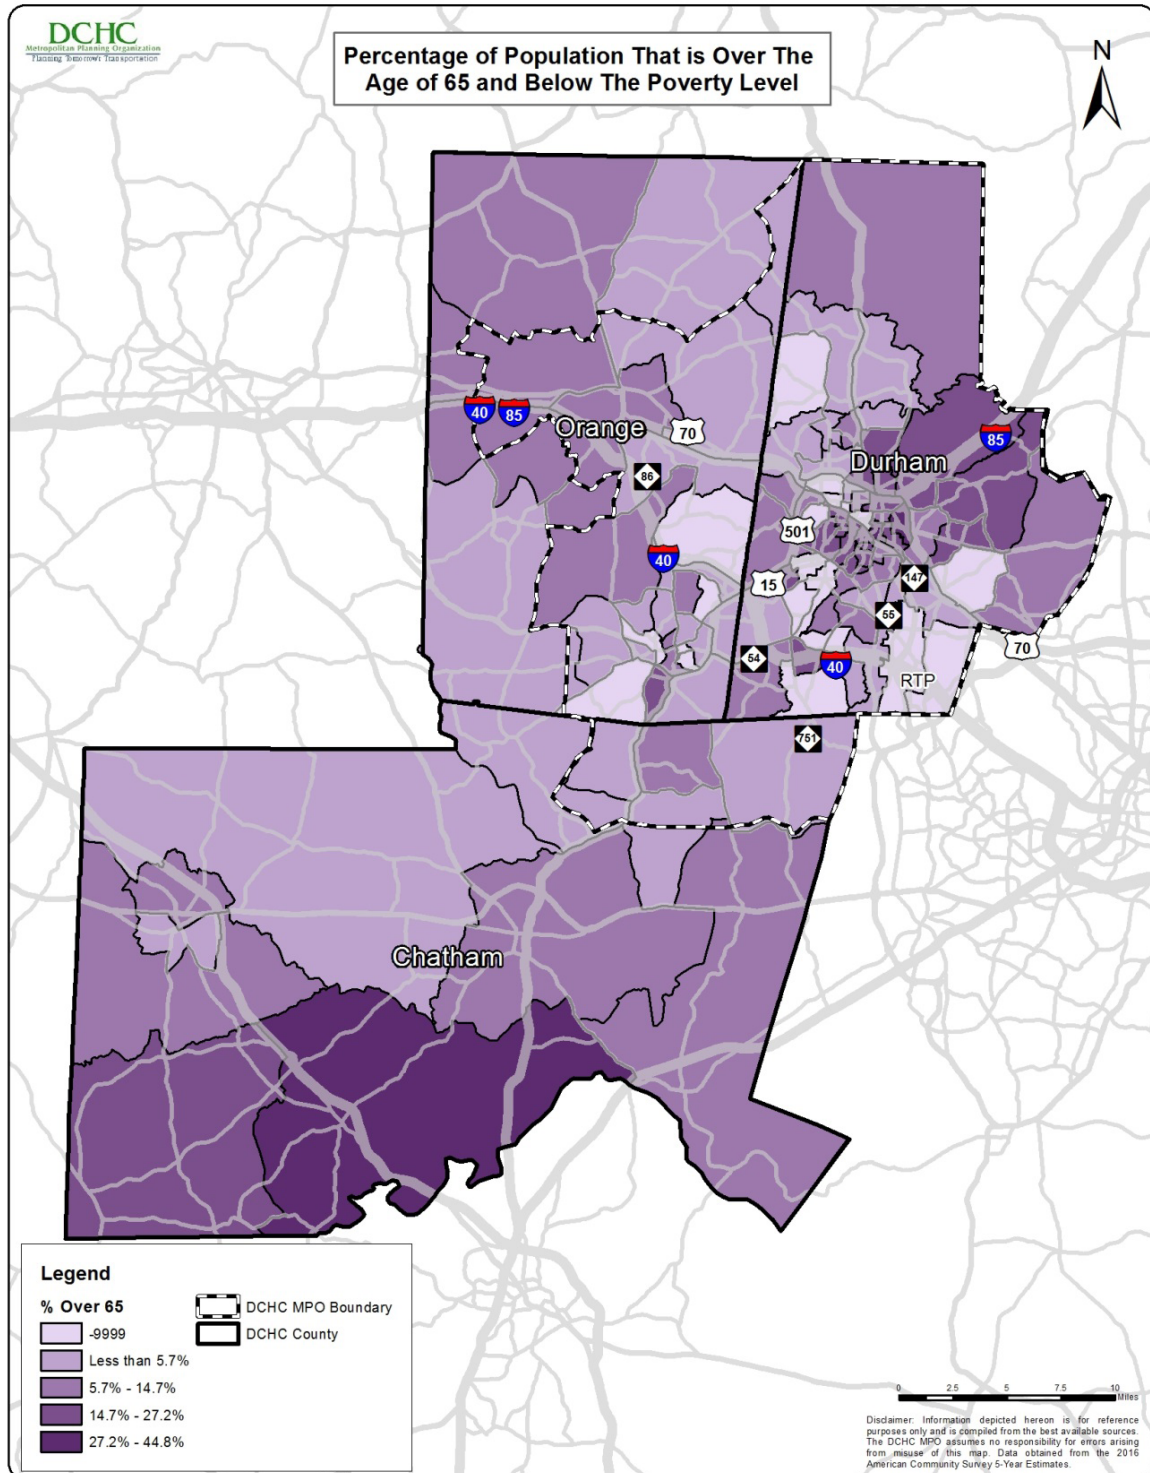 DCHC
Metropolitan Planning Organization
Planning Tomorrow's Transportation
Percentage of Population That is Over The
Age of 65 and Below The Poverty Level
N
40
85
Orange
70
86
85
Durham
501
40
15
147
55
54
40
70
RTP
751
Chatham
Legend
% Over 65
-9999
Less than 5.7%
5.7% - 14.7%
14.7% - 27.2%
27.2% - 44.8%
DCHC MPO Boundary
DCHC County
0 2.5 5 7.5 10
Miles
Disclaimer: Information depicted hereon is for reference
purposes only and is compiled from the best available sources.
The DCHC MPO assumes no responsibility for errors arising
from misuse of this map. Data obtained from the 2016
American Community Survey 5-Year Estimates.